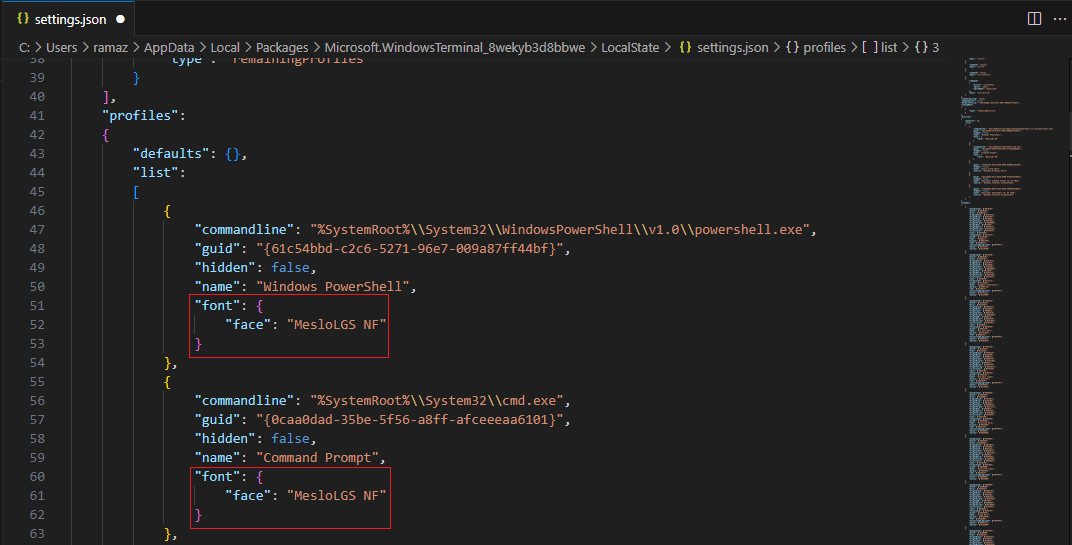 {} settings.json ●
C: > Users > ramaz > AppData > Local > Packages > Microsoft.WindowsTerminal_8wekyb3d8bbwe > LocalState > {} settings.json > {} profiles > [ ] list > {} 3
38 "type": "remainingProfiles"
39 }
40 ],
41 "profiles":
42 {
43 "defaults": {},
44 "list":
45 [
46 {
47 "commandline": "%SystemRoot%\\System32\\WindowsPowerShell\\v1.0\\powershell.exe",
48 "guid": "{61c54bbd-c2c6-5271-96e7-009a87ff44bf}",
49 "hidden": false,
50 "name": "Windows PowerShell",
51 "font": {
52 "face": "MesloLGS NF"
53 }
54 },
55 {
56 "commandline": "%SystemRoot%\\System32\\cmd.exe",
57 "guid": "{0caa0dad-35be-5f56-a8ff-afceeeaa6101}",
58 "hidden": false,
59 "name": "Command Prompt",
60 "font": {
61 "face": "MesloLGS NF"
62 }
63 },